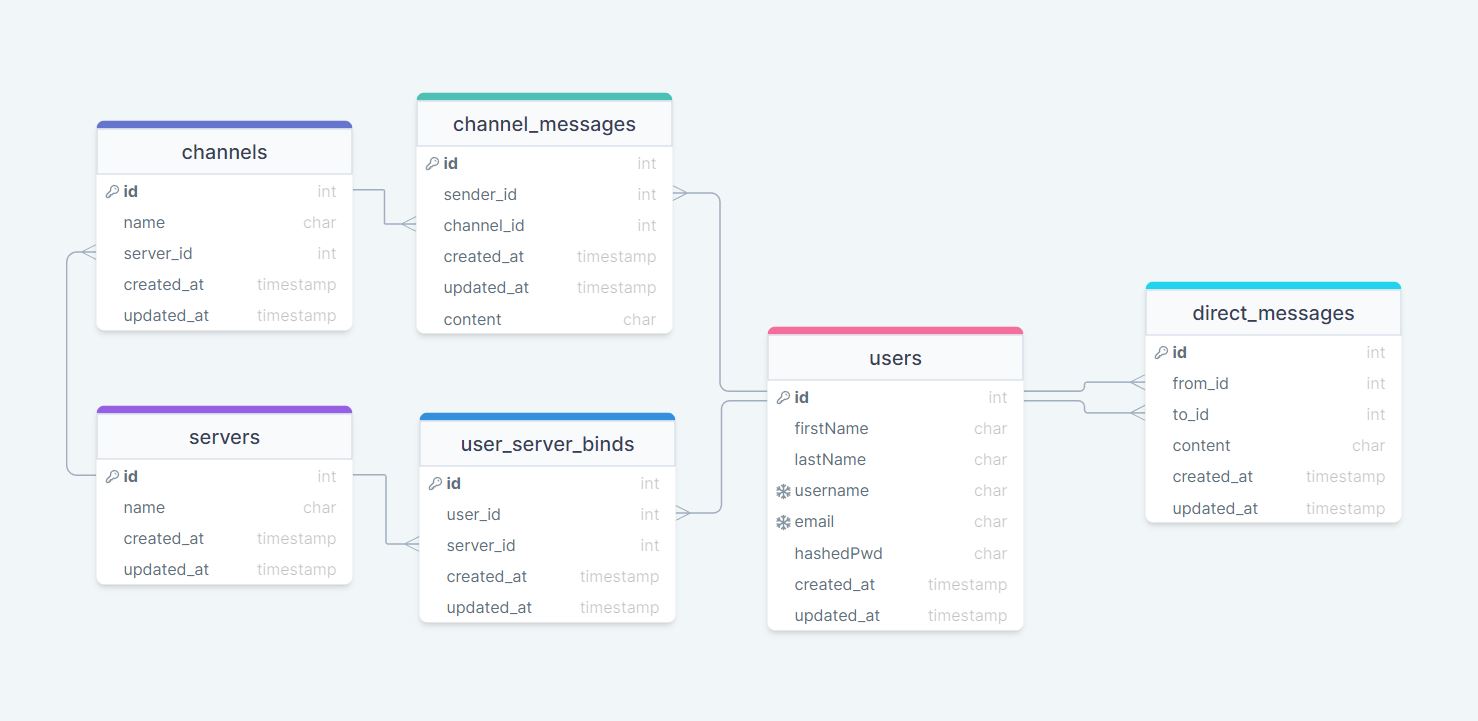 channels
id int
name char
server_id int
created_at timestamp
updated_at timestamp
channel_messages
id int
sender_id int
channel_id int
created_at timestamp
updated_at timestamp
content char
servers
id int
name char
created_at timestamp
updated_at timestamp
user_server_binds
id int
user_id int
server_id int
created_at timestamp
updated_at timestamp
users
id int
firstName char
lastName char
username char
email char
hashedPwd char
created_at timestamp
updated_at timestamp
direct_messages
id int
from_id int
to_id int
content char
created_at timestamp
updated_at timestamp